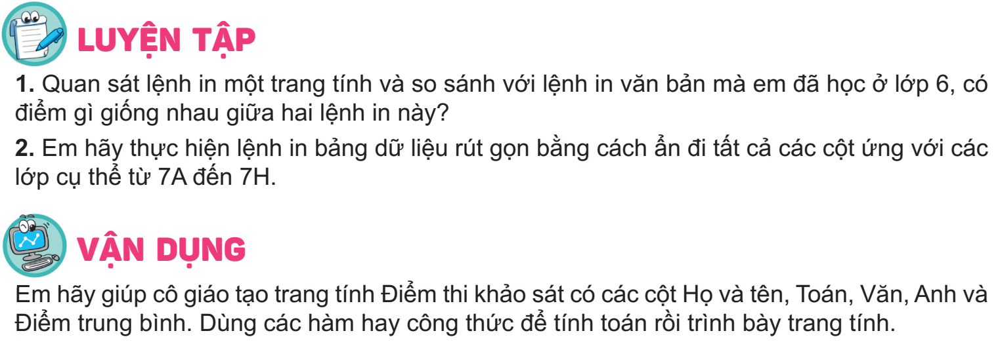 LUYỆN TẬP
1. Quan sát lệnh in một trang tính và so sánh với lệnh in văn bản mà em đã học ở lớp 6, có
điểm gì giống nhau giữa hai lệnh in này?
2. Em hãy thực hiện lệnh in bảng dữ liệu rút gọn bằng cách ẩn đi tất cả các cột ứng với các
lớp cụ thể từ 7A đến 7H.
VẬN DỤNG
Em hãy giúp cô giáo tạo trang tính Điểm thi khảo sát có các cột Họ và tên, Toán, Văn, Anh và
Điểm trung bình. Dùng các hàm hay công thức để tính toán rồi trình bày trang tính.